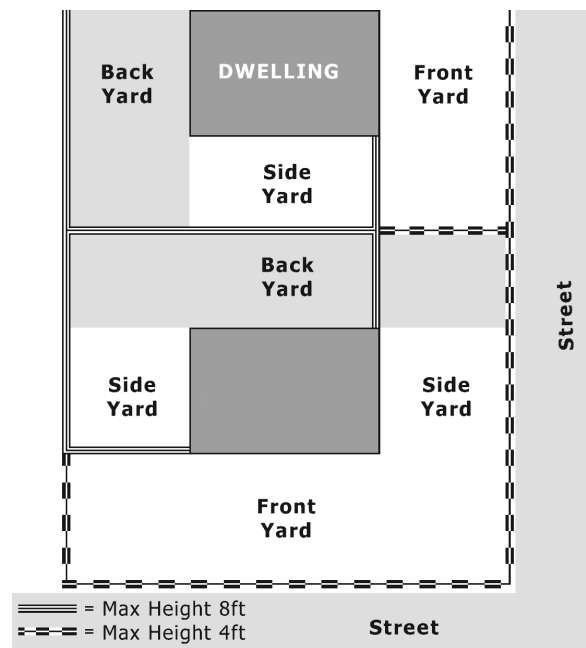 Back
Yard
DWELLING
Front
Yard
Side
Yard
Back
Yard
Side
Yard
Side
Yard
Street
Front
Yard
= Max Height 8ft
= Max Height 4ft
Street